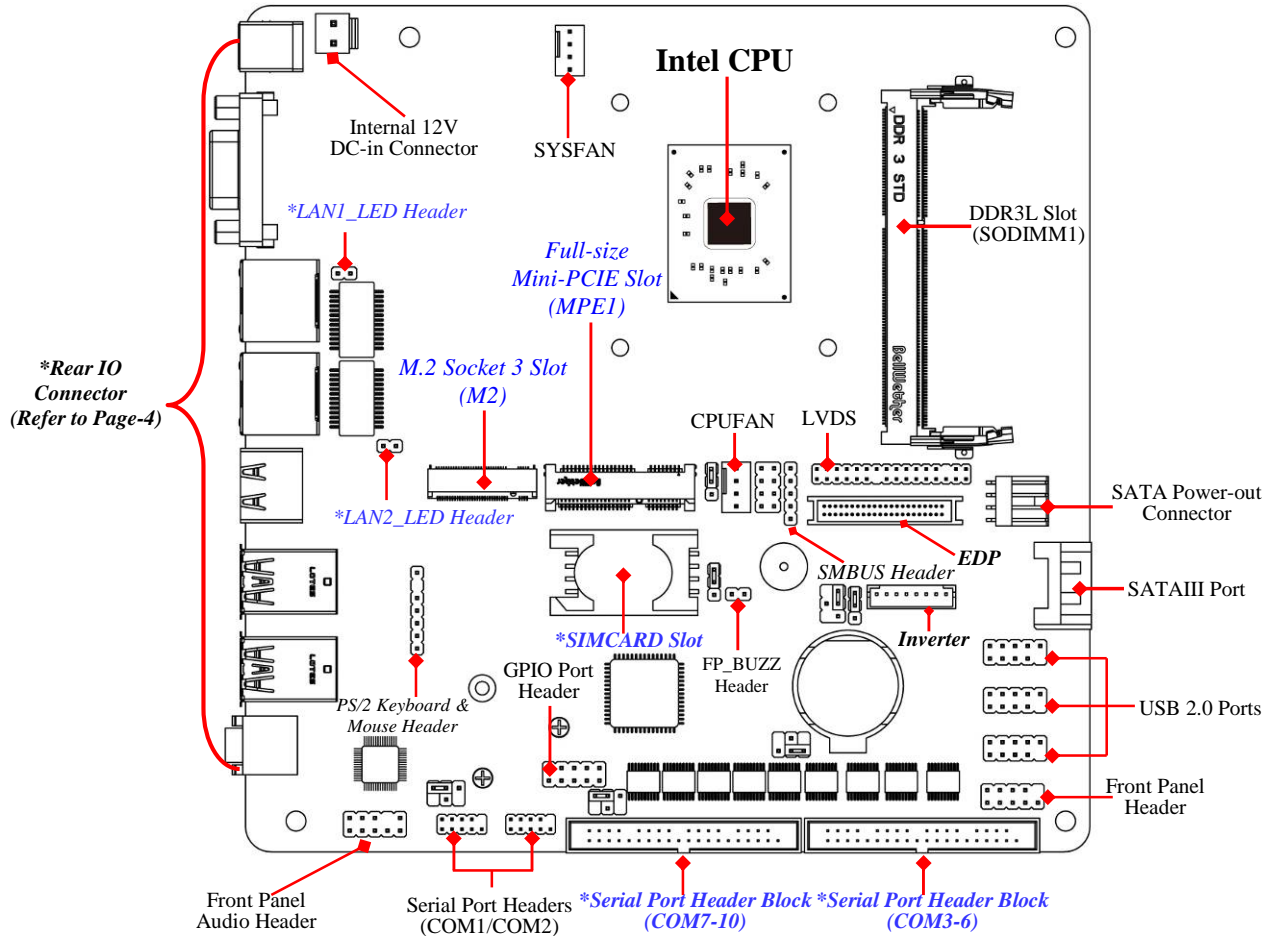 Intel CPU
Internal 12V
DC-in Connector
SYSFAN
DDR 3 STD
*LAN1_LED Header
DDR3L Slot
(SODIMM1)
Full-size
Mini-PCIE Slot
(MPE1)
*Rear IO
Connector
(Refer to Page-4)
M.2 Socket 3 Slot
(M2)
BellWether
CPUFAN
LVDS
*LAN2_LED Header
BellWether
SATA Power-out
Connector
EDP
SMBUS Header
LOTES
SATAIII Port
*SIMCARD Slot
Inverter
FP_BUZZ
Header
GPIO Port
Header
LOTES
PS/2 Keyboard &
Mouse Header
USB 2.0 Ports
Front Panel
Header
Front Panel
Audio Header
Serial Port Headers
(COM1/COM2)
*Serial Port Header Block
(COM7-10)
*Serial Port Header Block
(COM3-6)